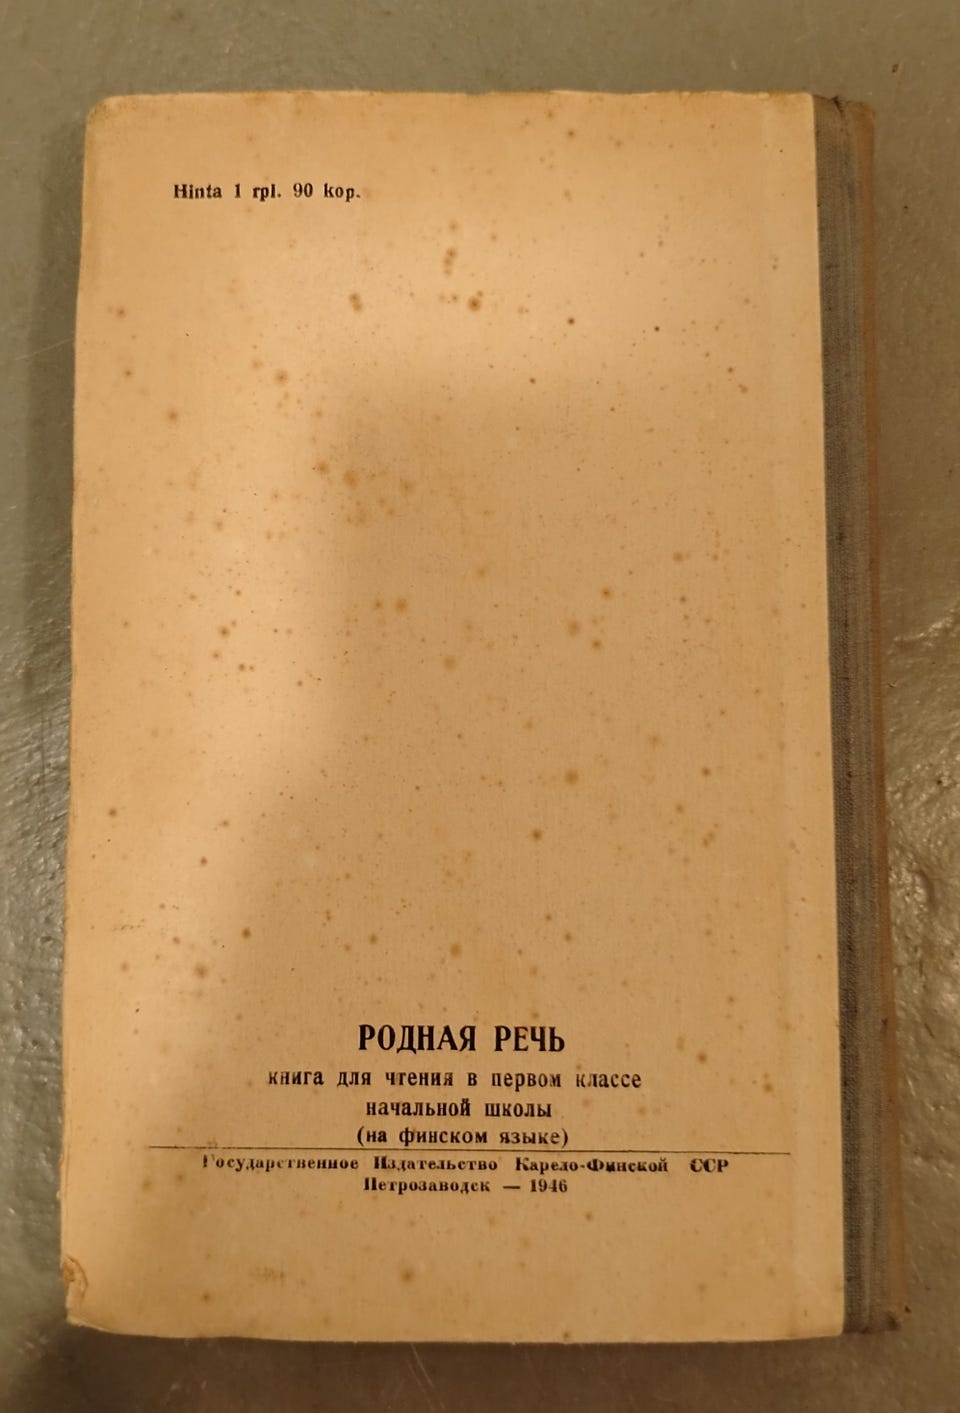 Hinta 1 rpl. 90 kop.
РОДНАЯ РЕЧЬ
книга для чтения в первом классе
начальной школы
(на финском языке)
Государственное Издательство Карело-Финской ССР
Петрозаводск — 1946